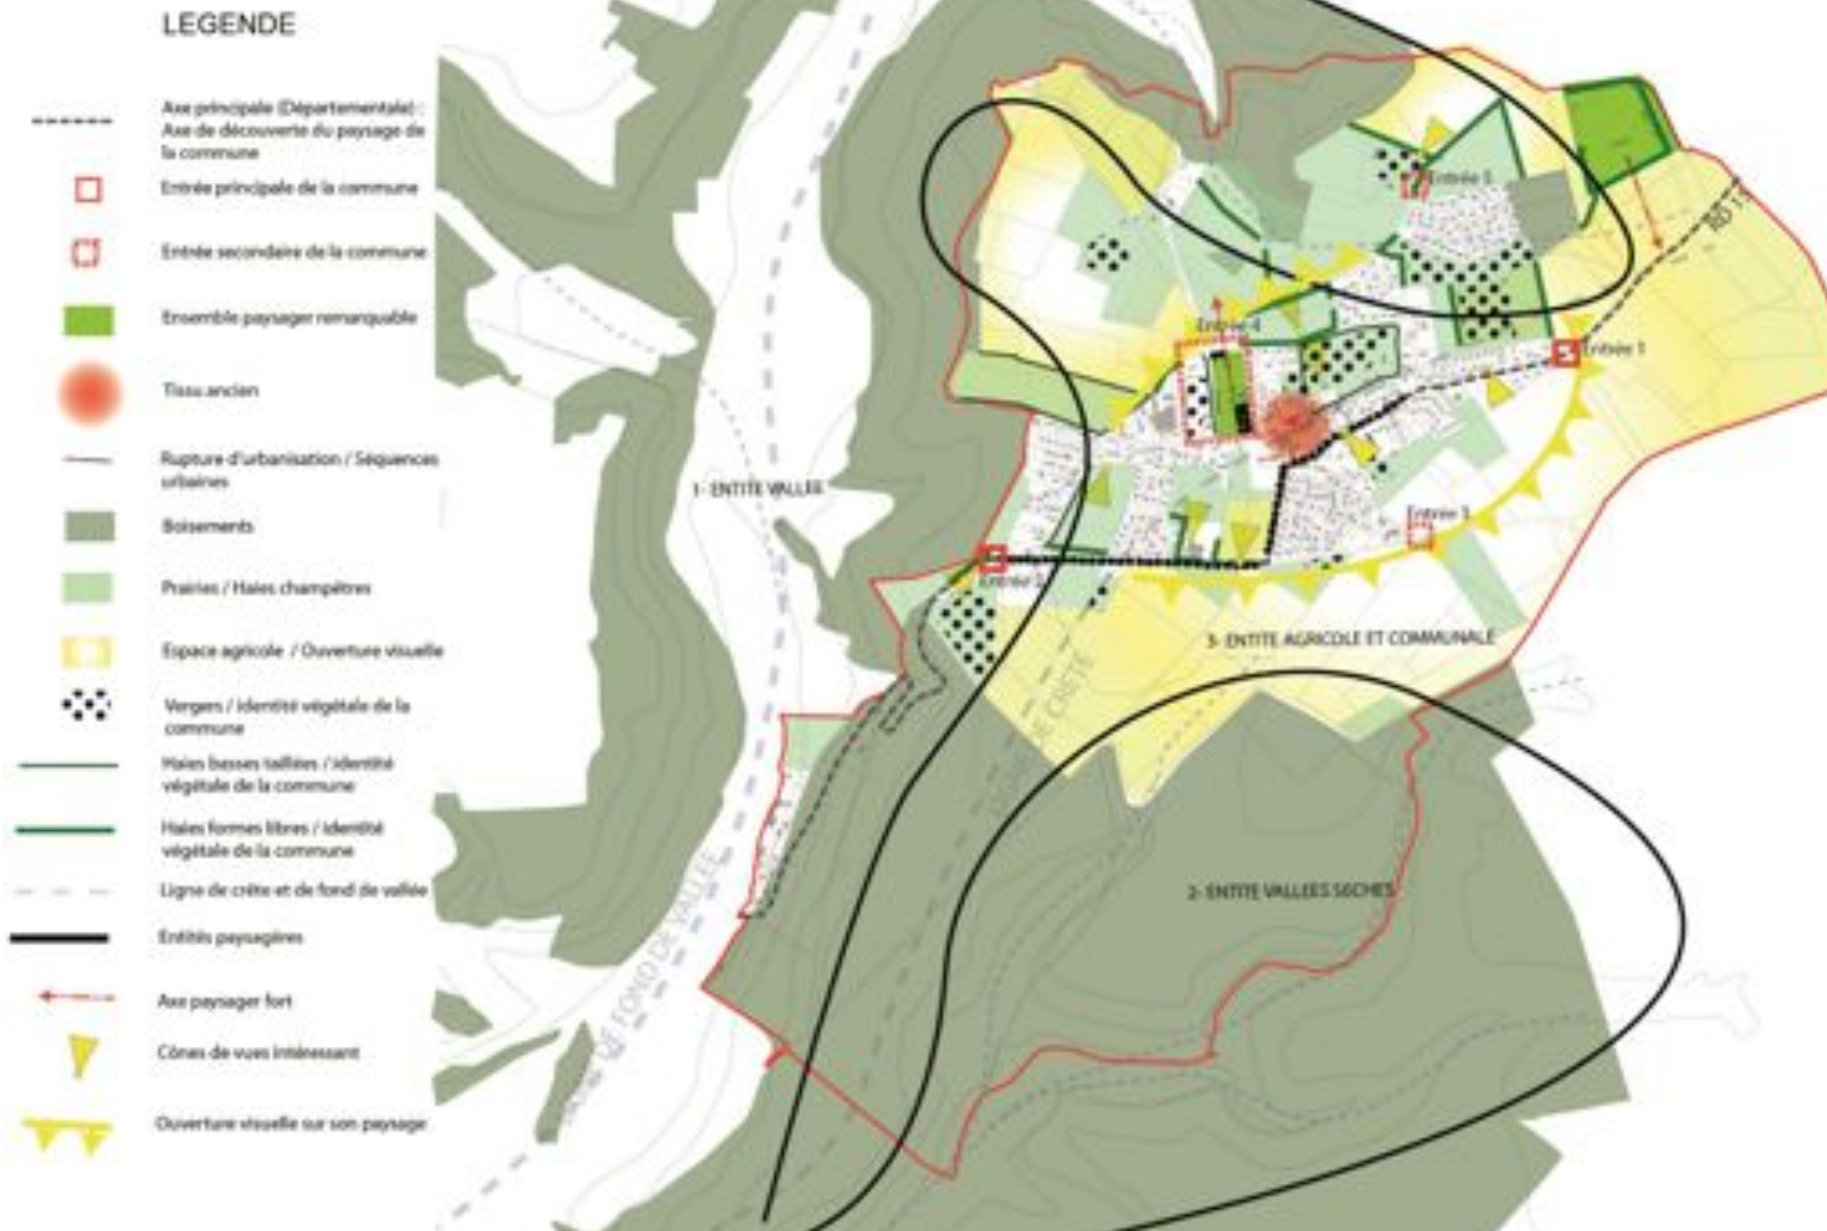 LEGENDE
Axe principale (Départementale) :
Axe de découverte du paysage de
la commune
Entrée principale de la commune
Entrée secondaire de la commune
Ensemble paysager remarquable
Tissu ancien
Rupture d'urbanisation / Séquences
urbaines
Boisements
Prairies / Haies champêtres
Espace agricole / Ouverture visuelle
Vergers / identité végétale de la
commune
Haies basses taillées / identité
végétale de la commune
Haies formes libres / identité
végétale de la commune
Ligne de crête et de fond de vallée
Entités paysagères
Axe paysager fort
Cônes de vues intéressant
Ouverture visuelle sur son paysage
Entrée 5
RD
Entrée 4
Entrée 1
1- ENTITE VALLEE
Entrée 3
Entrée 2
3- ENTITE AGRICOLE ET COMMUNALE
DE CRETE
2- ENTITE VALLEES SèCHES
DE FOND DE VALLEE